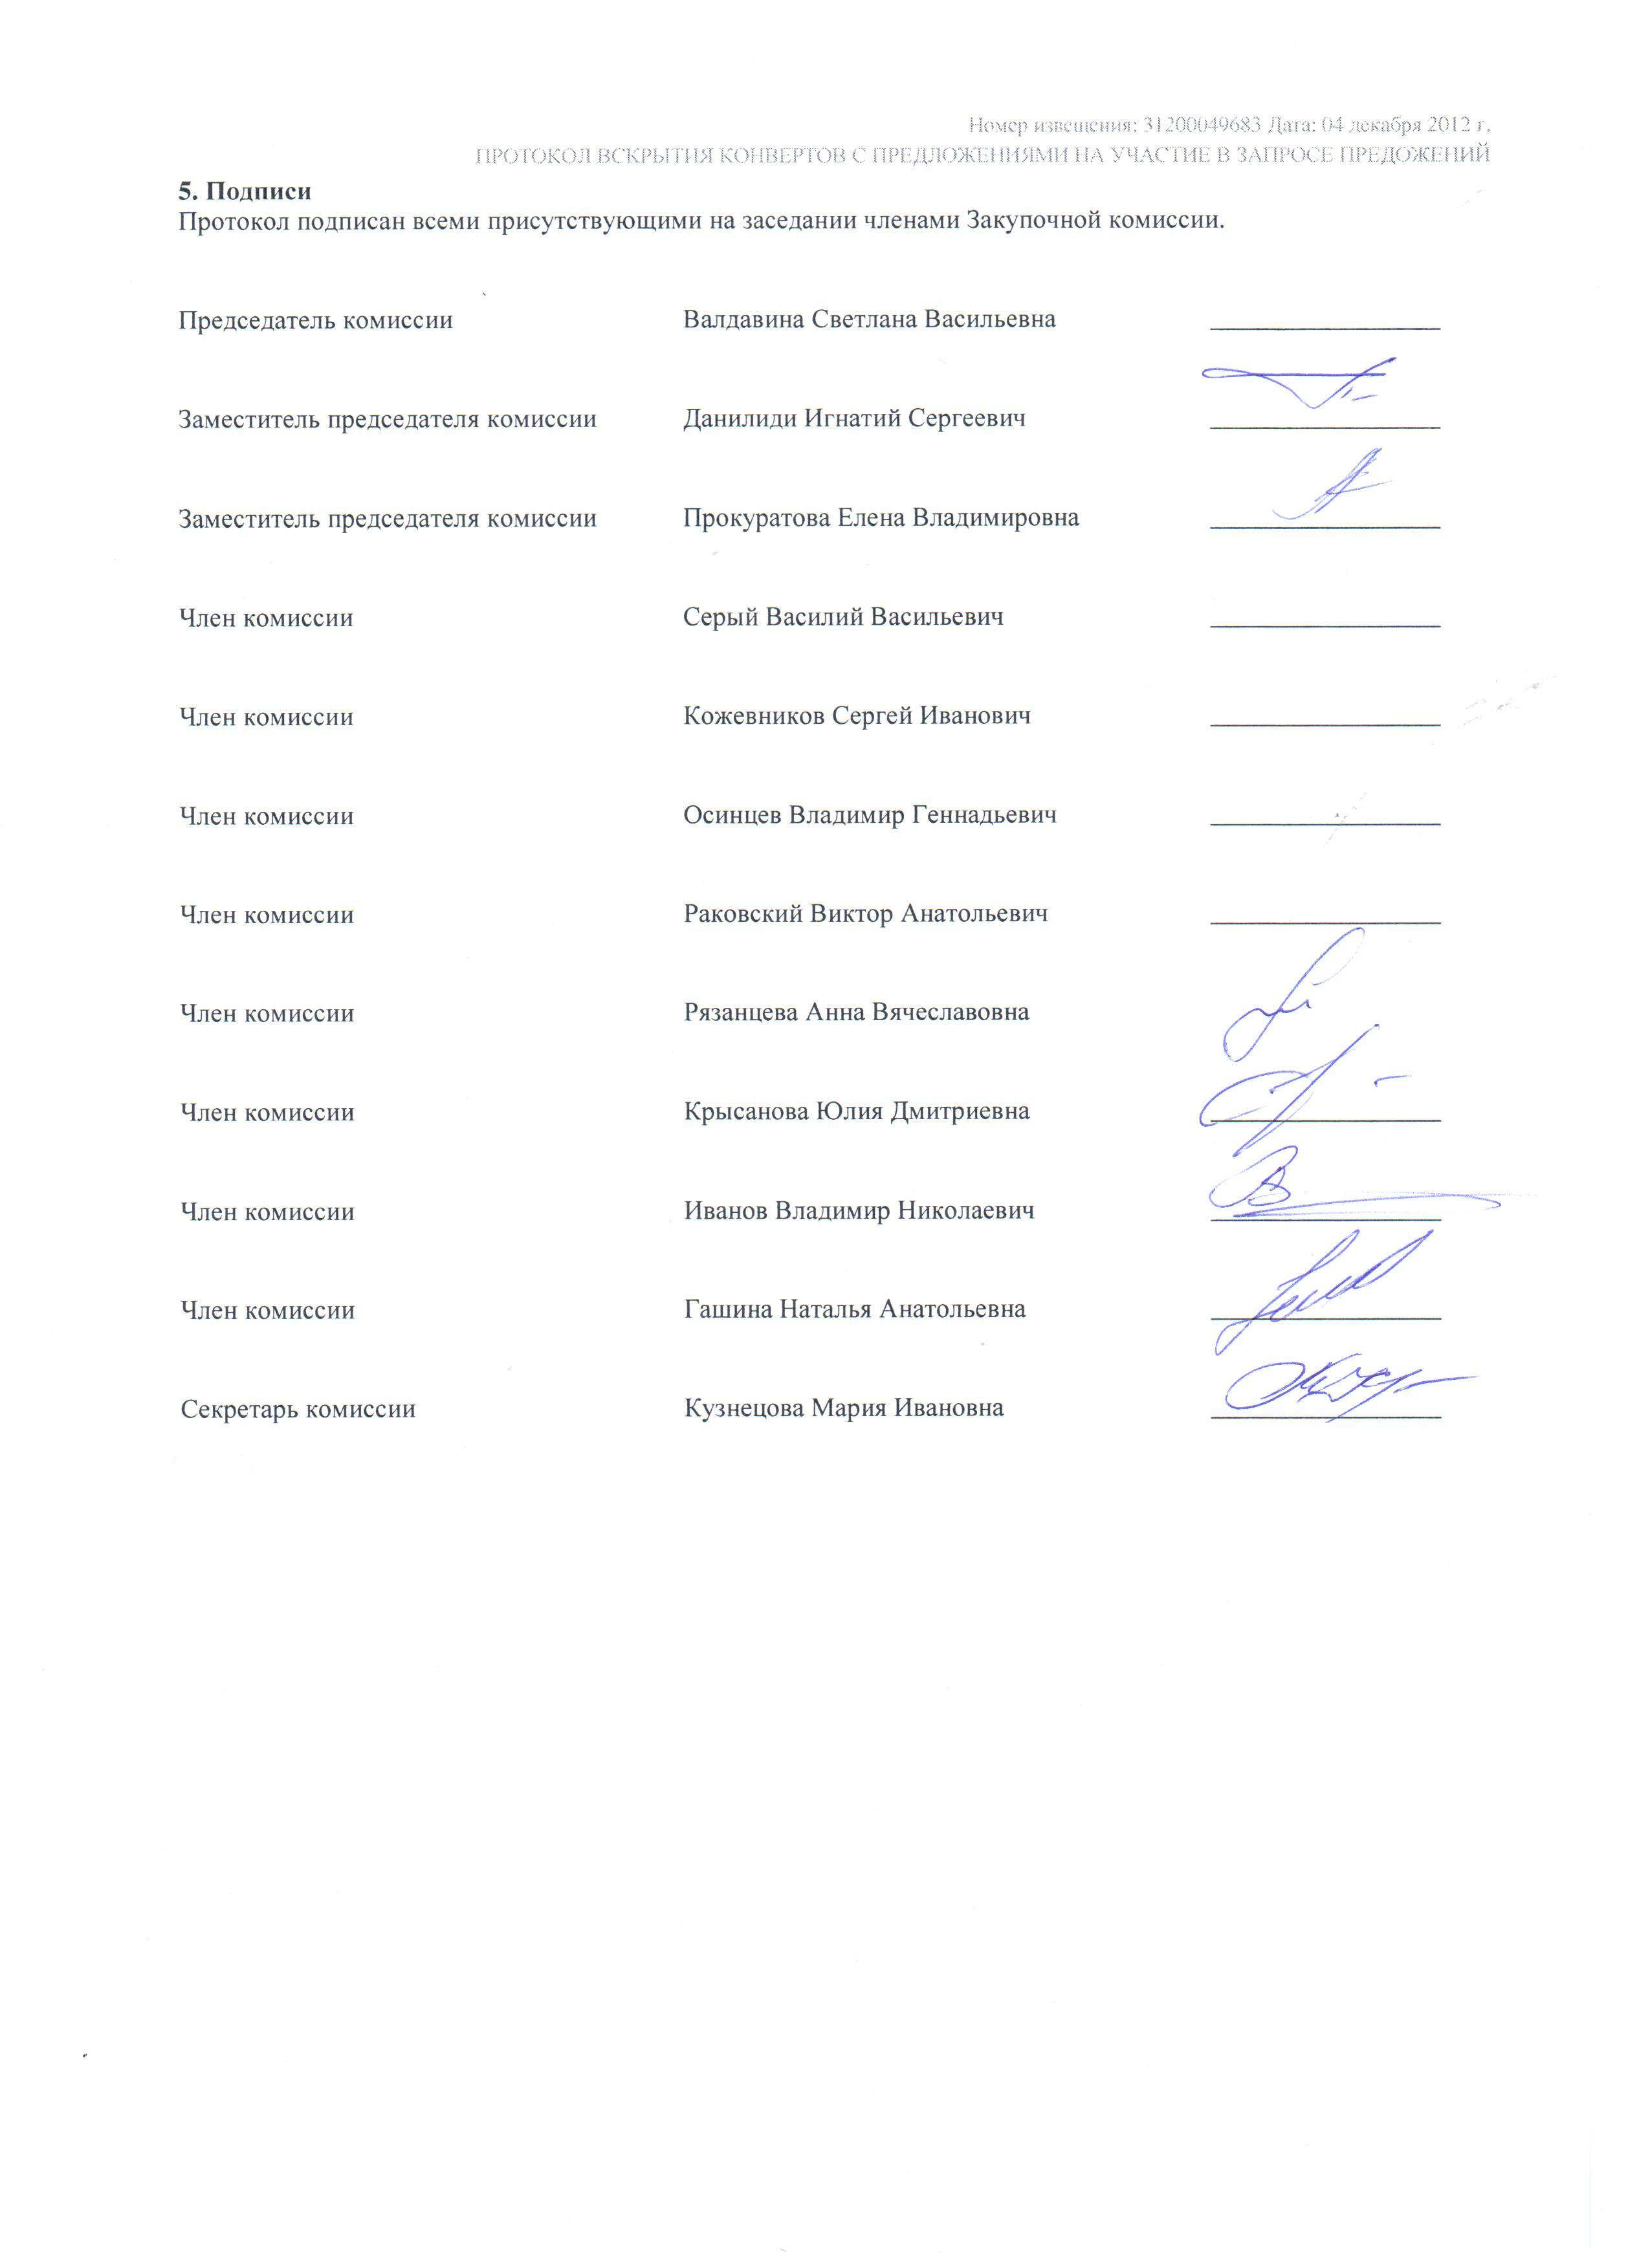 Номер извещения: 31200049683 Дата: 04 декабря 2012 г.
ПРОТОКОЛ ВСКРЫТИЯ КОНВЕРТОВ С ПРЕДЛОЖЕНИЯМИ НА УЧАСТИЕ В ЗАПРОСЕ ПРЕДОЖЕНИЙ
5. Подписи
Протокол подписан всеми присутствующими на заседании членами Закупочной комиссии.
Председатель комиссии Валдавина Светлана Васильевна
Заместитель председателя комиссии Данилиди Игнатий Сергеевич
Заместитель председателя комиссии Прокуратова Елена Владимировна
Член комиссии Серый Василий Васильевич
Член комиссии Кожевников Сергей Иванович
Член комиссии Осинцев Владимир Геннадьевич
Член комиссии Раковский Виктор Анатольевич
Член комиссии Рязанцева Анна Вячеславовна
Член комиссии Крысанова Юлия Дмитриевна
Член комиссии Иванов Владимир Николаевич
Член комиссии Гашина Наталья Анатольевна
Секретарь комиссии Кузнецова Мария Ивановна